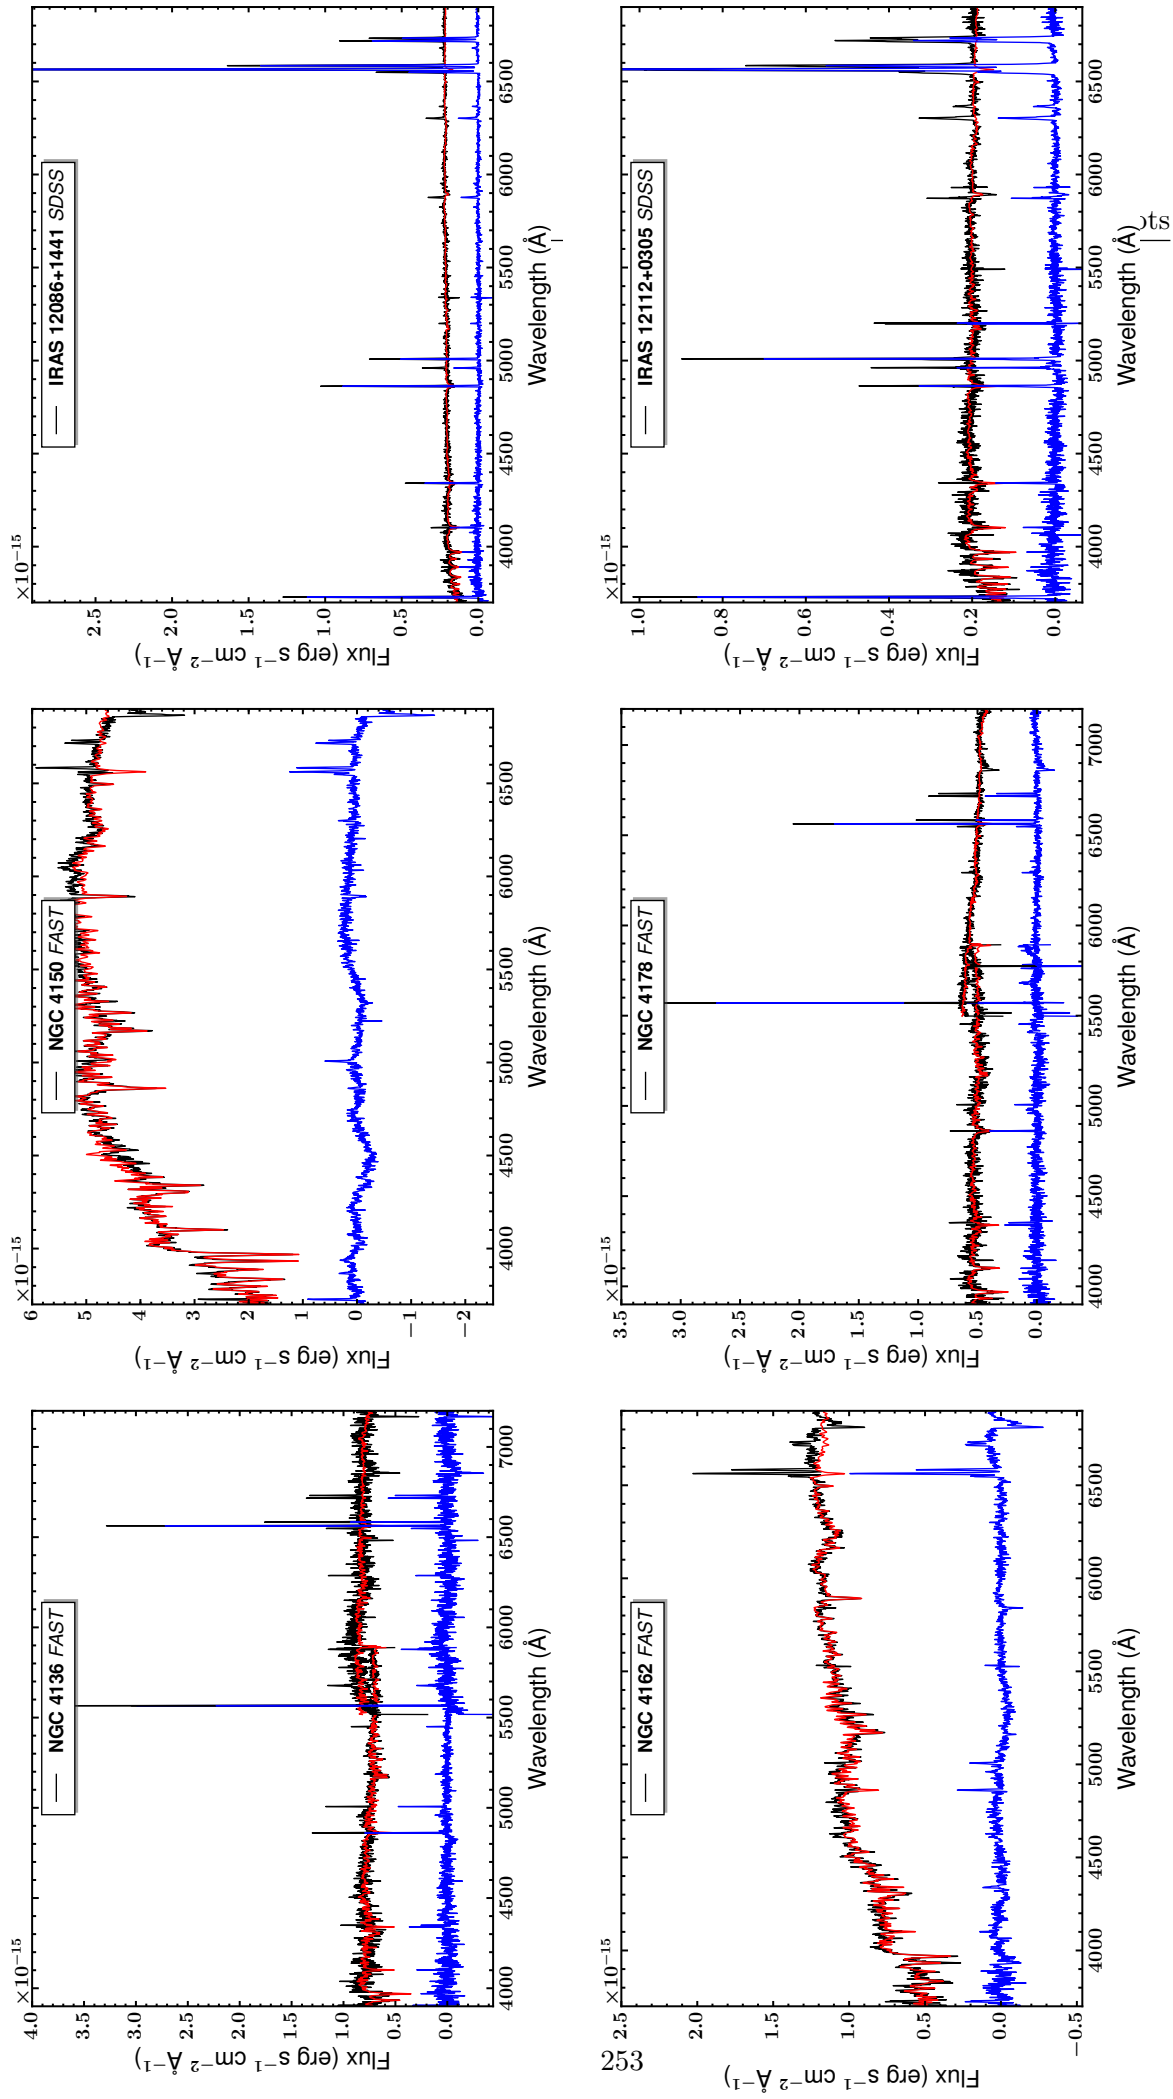 ×10−15
NGC 4136 FAST
4.0
3.5
3.0
2.5
2.0
1.5
1.0
0.5
0.0
Flux (erg s−1 cm−2 Å−1)
4000 4500 5000 5500 6000 6500 7000
Wavelength (Å)
×10−15
NGC 4150 FAST
6
5
4
3
2
1
0
−1
−2
Flux (erg s−1 cm−2 Å−1)
4000 4500 5000 5500 6000 6500
Wavelength (Å)
×10−15
IRAS 12086+1441 SDSS
2.5
2.0
1.5
1.0
0.5
0.0
Flux (erg s−1 cm−2 Å−1)
4000 4500 5000 5500 6000 6500
Wavelength (Å)
×10−15
NGC 4162 FAST
2.5
2.0
1.5
1.0
0.5
0.0
−0.5
Flux (erg s−1 cm−2 Å−1)
4000 4500 5000 5500 6000 6500
Wavelength (Å)
×10−15
NGC 4178 FAST
3.5
3.0
2.5
2.0
1.5
1.0
0.5
0.0
Flux (erg s−1 cm−2 Å−1)
4000 4500 5000 5500 6000 6500 7000
Wavelength (Å)
×10−15
IRAS 12112+0305 SDSS
1.0
0.8
0.6
0.4
0.2
0.0
Flux (erg s−1 cm−2 Å−1)
4000 4500 5000 5500 6000 6500
Wavelength (Å)
ots
253